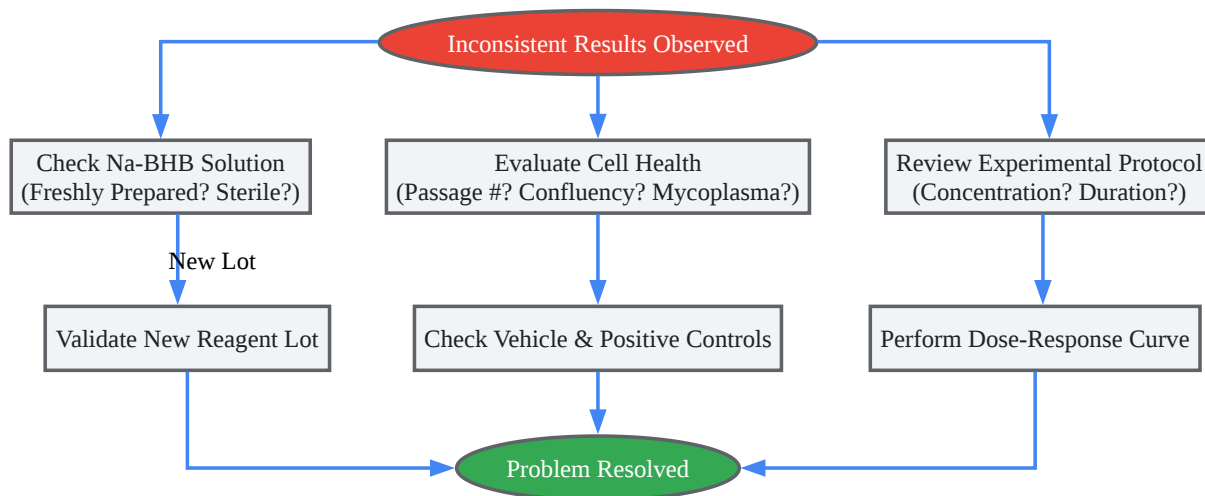 Inconsistent Results Observed
Check Na-BHB Solution
(Freshly Prepared? Sterile?)
Evaluate Cell Health
(Passage #? Confluency? Mycoplasma?)
Review Experimental Protocol
(Concentration? Duration?)
New Lot
Validate New Reagent Lot
Check Vehicle & Positive Controls
Perform Dose-Response Curve
Problem Resolved